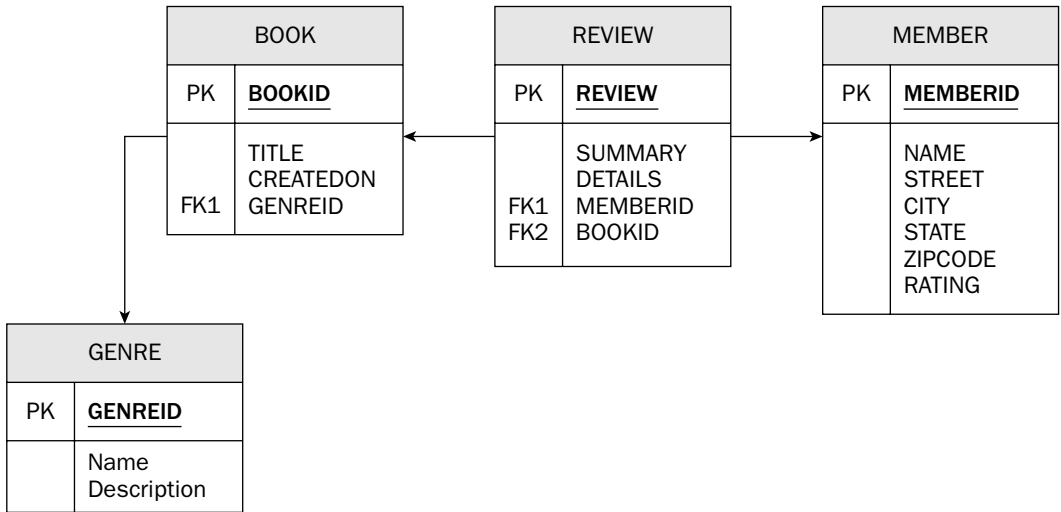 BOOK
PK BOOKID
TITLE
CREATEDON
FK1 GENREID
REVIEW
PK REVIEW
SUMMARY
DETAILS
FK1 MEMBERID
FK2 BOOKID
MEMBER
PK MEMBERID
NAME
STREET
CITY
STATE
ZIPCODE
RATING
GENRE
PK GENREID
Name
Description